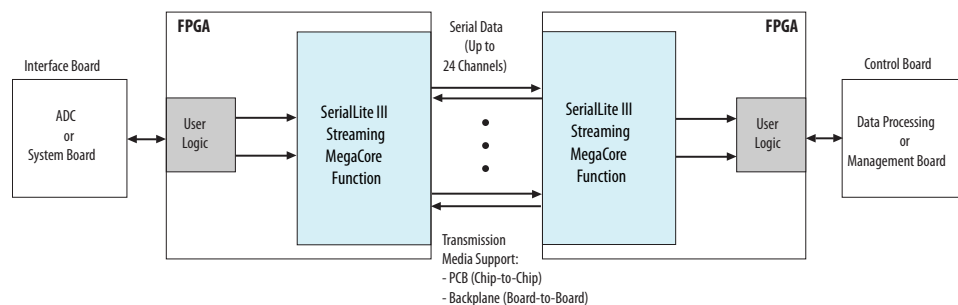 FPGA
FPGA
Serial Data
(Up to
24 Channels)
Interface Board
Control Board
ADC
or
System Board
User
Logic
SerialLite III
Streaming
MegaCore
Function
SerialLite III
Streaming
MegaCore
Function
User
Logic
Data Processing
or
Management Board
Transmission
Media Support:
- PCB (Chip-to-Chip)
- Backplane (Board-to-Board)